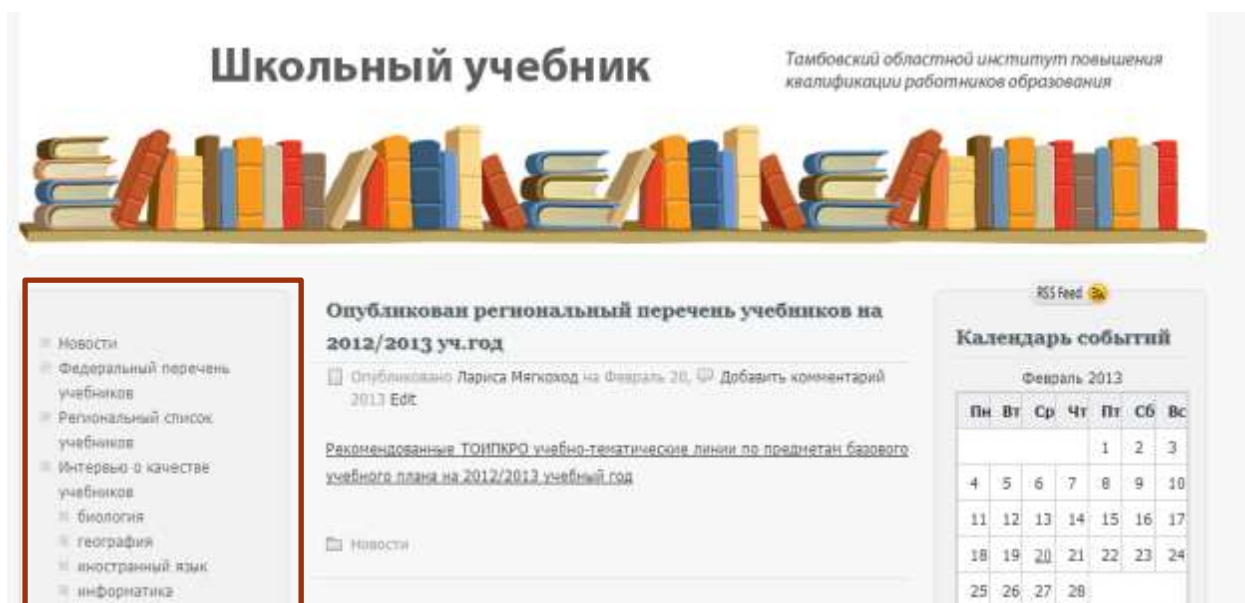 Школьный учебник
Тамбовский областной институт повышения
квалификации работников образования
Новости
Федеральный перечень
учебников
Региональный список
учебников
Интервью о качестве
учебников
биология
география
иностранный язык
информатика
Опубликован региональный перечень учебников на
2012/2013 уч.год
Опубликовано Лариса Мягкоход на Февраль 20, Добавить комментарий
2013 Edit
Рекомендованные ТОИПКРО учебно-тематические линии по предметам базового
учебного плана на 2012/2013 учебный год
Новости
RSS Feed
Календарь событий
Февраль 2013
Пн Вт Ср Чт Пт Сб Вс
1 2 3
4 5 6 7 8 9 10
11 12 13 14 15 16 17
18 19 20 21 22 23 24
25 26 27 28